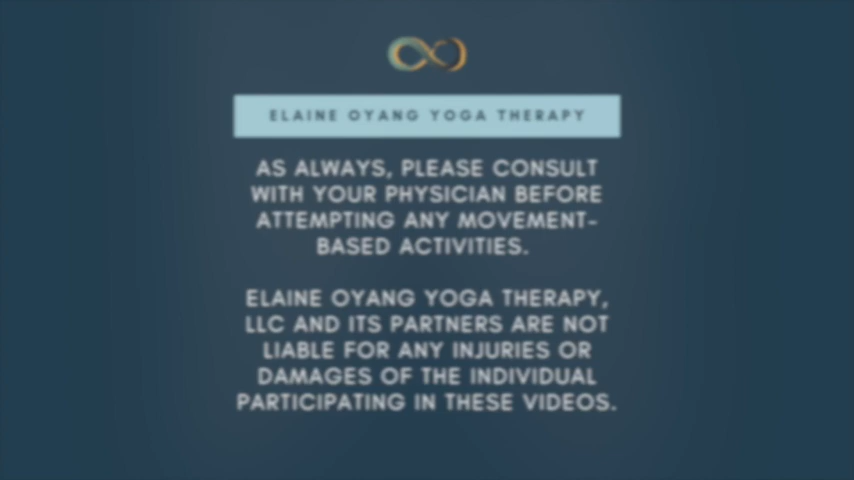 ELAINE OYANG YOGA THERAPY
AS ALWAYS, PLEASE CONSULT
WITH YOUR PHYSICIAN BEFORE
ATTEMPTING ANY MOVEMENT-
BASED ACTIVITIES.
ELAINE OYANG YOGA THERAPY,
LLC AND ITS PARTNERS ARE NOT
LIABLE FOR ANY INJURIES OR
DAMAGES OF THE INDIVIDUAL
PARTICIPATING IN THESE VIDEOS.